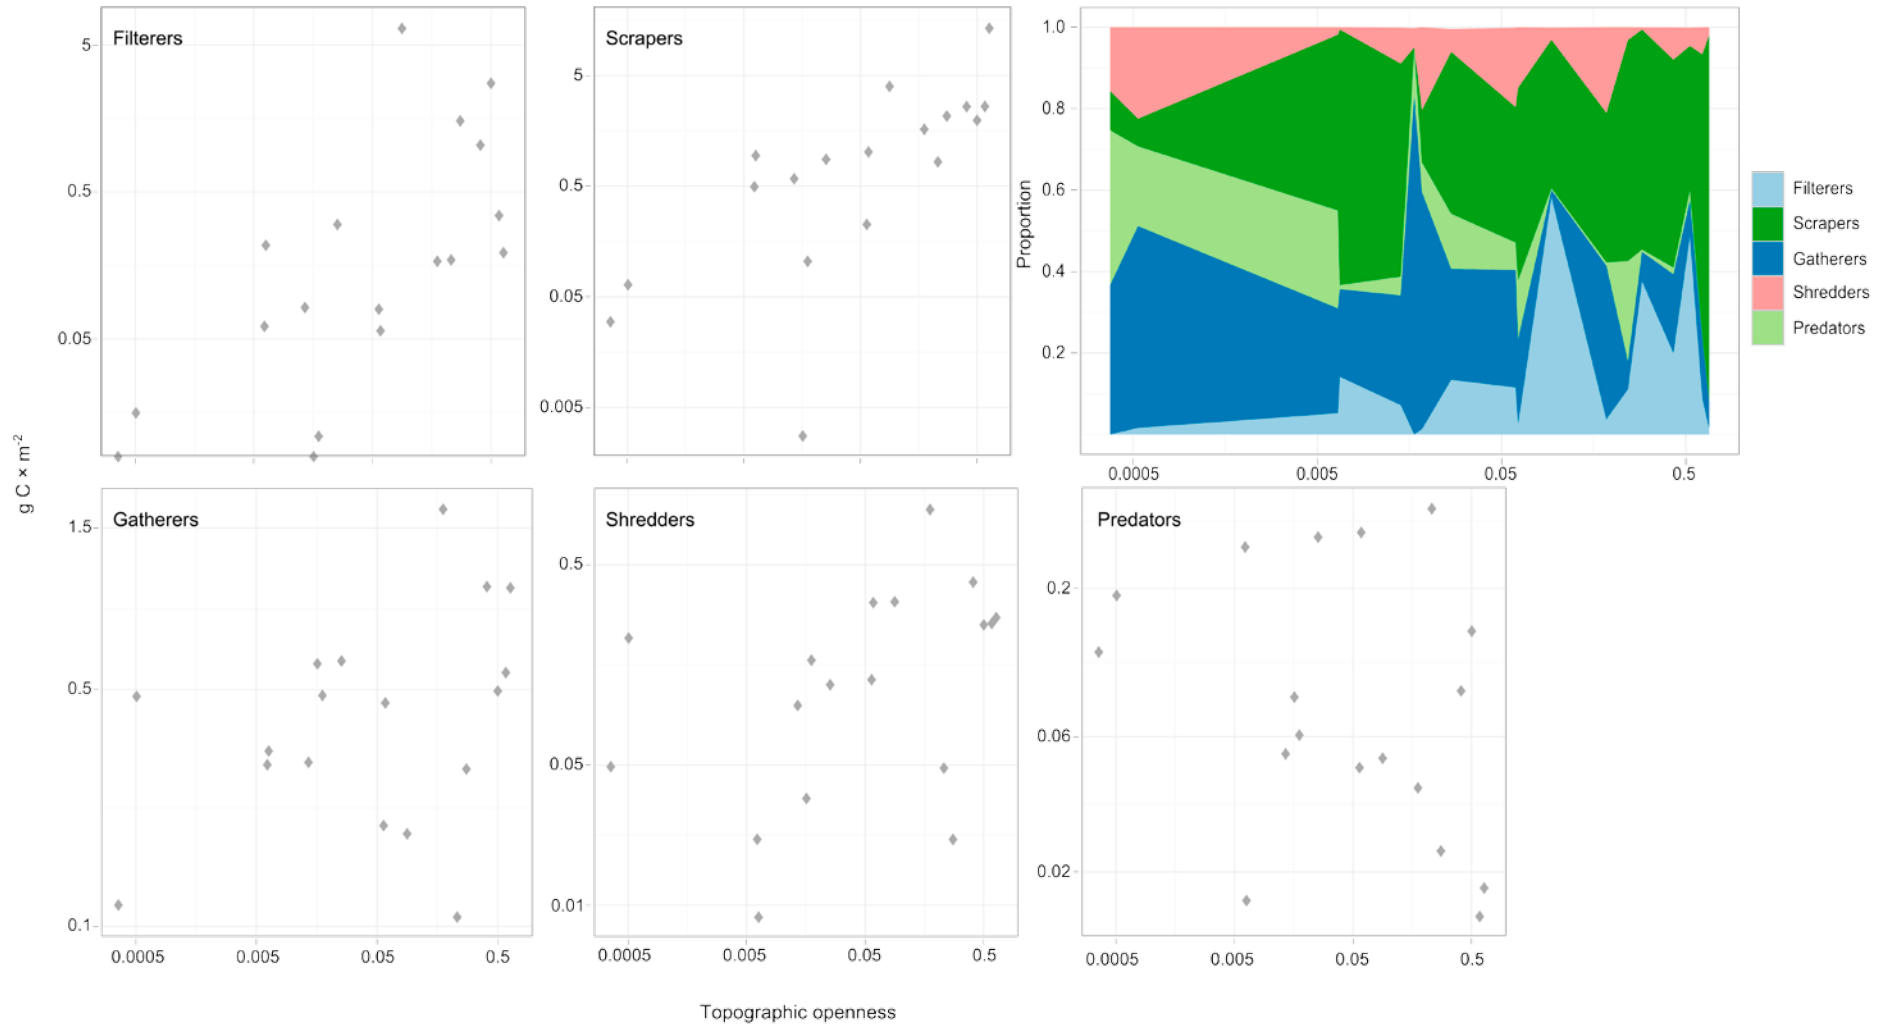 g C × m-2
Filterers
5
0.5
0.05
Scrapers
5
0.5
0.05
0.005
Proportion
1.0
0.8
0.6
0.4
0.2
0.0005 0.005 0.05 0.5
Filterers
Scrapers
Gatherers
Shredders
Predators
Gatherers
1.5
0.5
0.1
0.0005 0.005 0.05 0.5
Shredders
0.5
0.05
0.01
0.0005 0.005 0.05 0.5
Predators
0.2
0.06
0.02
0.0005 0.005 0.05 0.5
Topographic openness